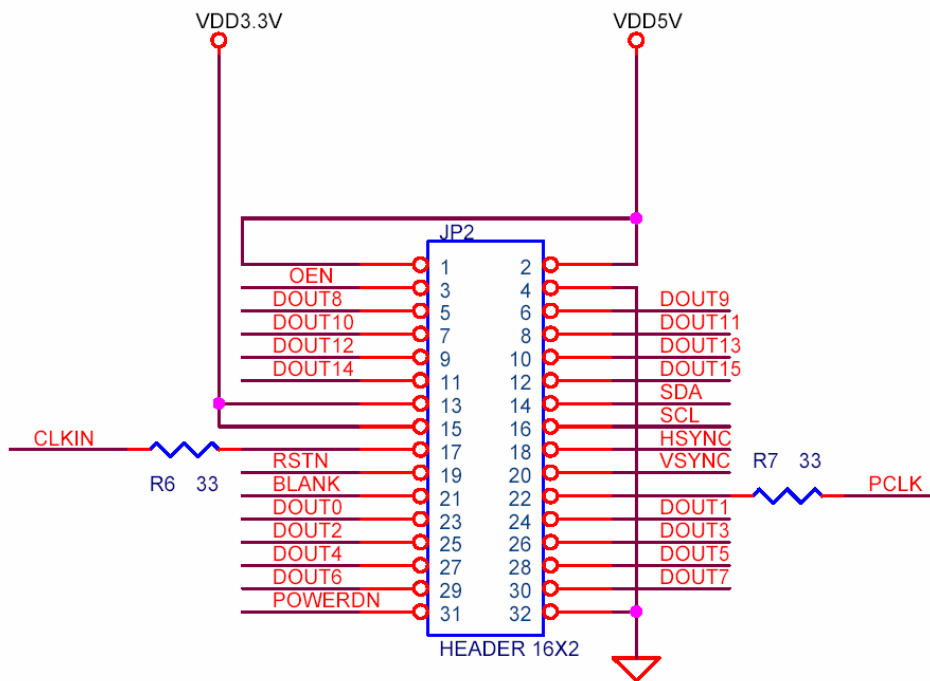 VDD3.3V VDD5V
JP2
1 2
OEN 3 4
DOUT8 5 6 DOUT9
DOUT10 7 8 DOUT11
DOUT12 9 10 DOUT13
DOUT14 11 12 DOUT15
13 14 SDA
15 16 SCL
CLKIN R6 33 17 18 HSYNC
RSTN 19 20 VSYNC
BLANK 21 22 R7 33 PCLK
DOUT0 23 24 DOUT1
DOUT2 25 26 DOUT3
DOUT4 27 28 DOUT5
DOUT6 29 30 DOUT7
POWERDN 31 32
HEADER 16X2